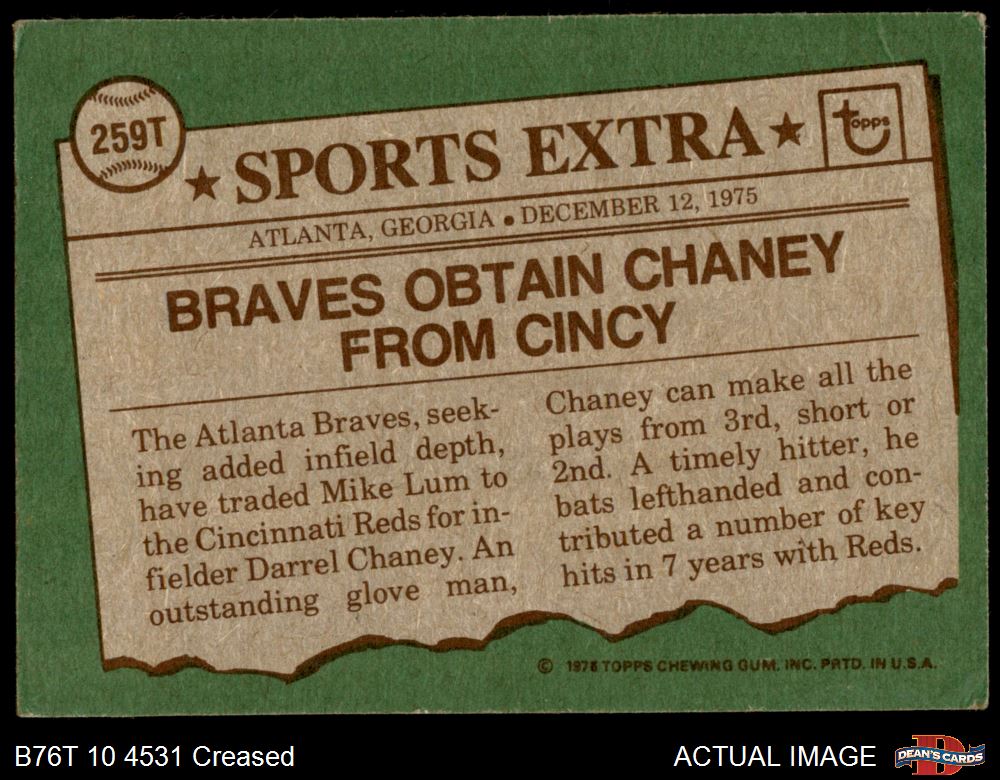 259T
★ SPORTS EXTRA ★
topps
ATLANTA, GEORGIA • DECEMBER 12, 1975
BRAVES OBTAIN CHANEY
FROM CINCY
The Atlanta Braves, seek-
ing added infield depth,
have traded Mike Lum to
the Cincinnati Reds for in-
fielder Darrel Chaney. An
outstanding glove man,
Chaney can make all the
plays from 3rd, short or
2nd. A timely hitter, he
bats lefthanded and con-
tributed a number of key
hits in 7 years with Reds.
© 1976 TOPPS CHEWING GUM, INC. PRTD. IN U.S.A.
B76T 10 4531 Creased
ACTUAL IMAGE
DEAN'S CARDS